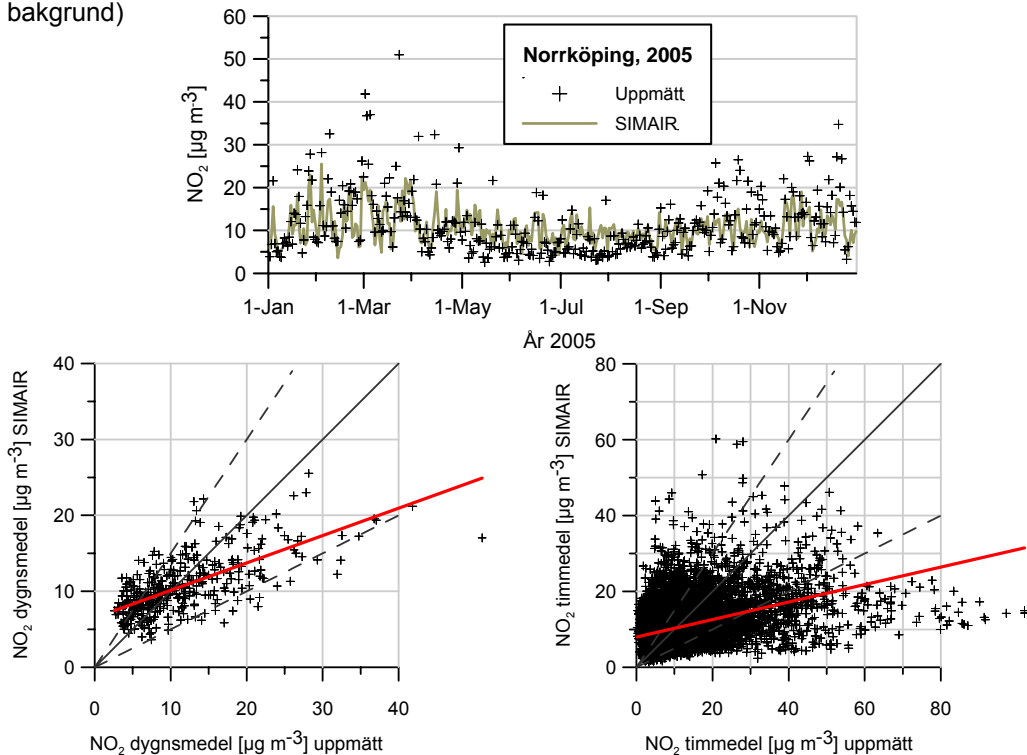 bakgrund)
60
50
40
30
20
10
0
NO₂ [µg m⁻³]
Norrköping, 2005
Uppmätt
SIMAIR
1-Jan 1-Mar 1-May 1-Jul 1-Sep 1-Nov
År 2005
40
30
20
10
0
NO₂ dygnsmedel [µg m⁻³] SIMAIR
0 10 20 30 40
NO₂ dygnsmedel [µg m⁻³] uppmätt
80
60
40
20
0
NO₂ timmedel [µg m⁻³] SIMAIR
0 20 40 60 80
NO₂ timmedel [µg m⁻³] uppmätt